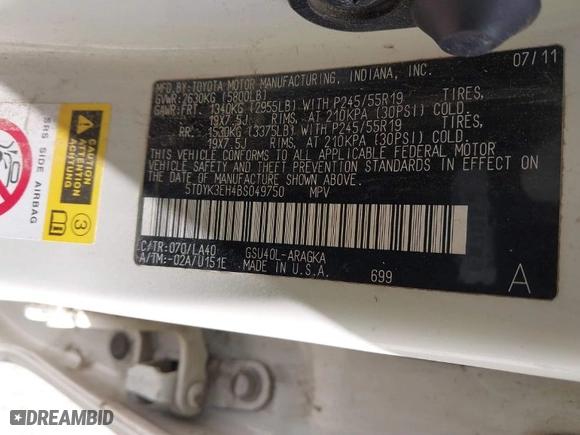 07/11
MFD.BY:TOYOTA MOTOR MANUFACTURING, INDIANA, INC.
GVWR:2630KG (5800LB)
GAWR:FRT. 1340KG (2955LB) WITH P245/55R19 TIRES,
19X7.5J RIMS, AT 210KPA (30PSI) COLD.
RR. 1530KG (3375LB) WITH P245/55R19 TIRES,
19X7.5J RIMS, AT 210KPA (30PSI) COLD.
THIS VEHICLE CONFORMS TO ALL APPLICABLE FEDERAL MOTOR
VEHICLE SAFETY AND THEFT PREVENTION STANDARDS IN EFFECT ON
THE DATE OF MANUFACTURE SHOWN ABOVE.
5TDYK3EH4BS049750 MPV
C/TR:070/LA40 GSU40L-ARAGKA
A/TM:-02A/U151E MADE IN U.S.A. 699
A
SRS SIDE AIRBAG
CAUTION
ATTENTION
ACHTUNG
3
DREAMBID